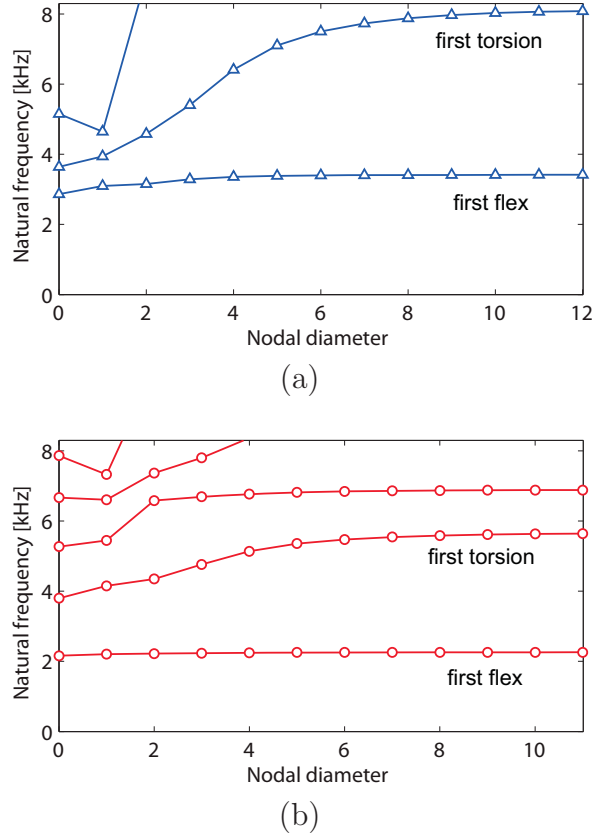 8
6
4
2
0
Natural frequency [kHz]
first torsion
first flex
0 2 4 6 8 10 12
Nodal diameter
(a)
8
6
4
2
0
Natural frequency [kHz]
first torsion
first flex
0 2 4 6 8 10
Nodal diameter
(b)